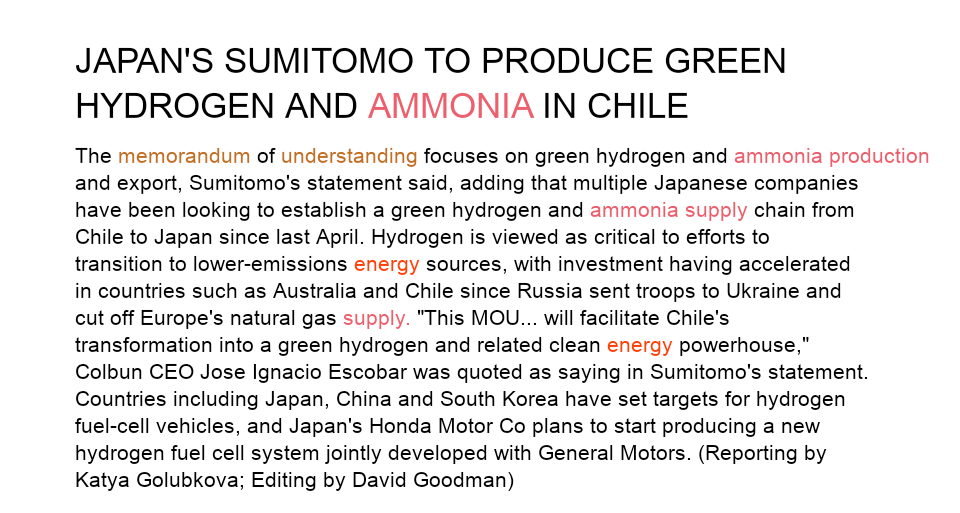 JAPAN'S SUMITOMO TO PRODUCE GREEN
HYDROGEN AND AMMONIA IN CHILE
The memorandum of understanding focuses on green hydrogen and ammonia production
and export, Sumitomo's statement said, adding that multiple Japanese companies
have been looking to establish a green hydrogen and ammonia supply chain from
Chile to Japan since last April. Hydrogen is viewed as critical to efforts to
transition to lower-emissions energy sources, with investment having accelerated
in countries such as Australia and Chile since Russia sent troops to Ukraine and
cut off Europe's natural gas supply. "This MOU... will facilitate Chile's
transformation into a green hydrogen and related clean energy powerhouse,"
Colbun CEO Jose Ignacio Escobar was quoted as saying in Sumitomo's statement.
Countries including Japan, China and South Korea have set targets for hydrogen
fuel-cell vehicles, and Japan's Honda Motor Co plans to start producing a new
hydrogen fuel cell system jointly developed with General Motors. (Reporting by
Katya Golubkova; Editing by David Goodman)